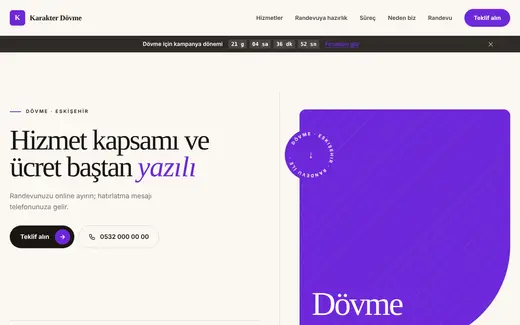 K Karakter Dövme
Hizmetler Randevuya hazırlık Süreç Neden biz Randevu Teklif alın
Dövme için kampanya dönemi 21 g 04 sa 36 dk 52 sn Fırsatları gör ×
DÖVME · ESKİŞEHİR
Hizmet kapsamı ve
ücret baştan yazılı
Randevunuzu online ayırın; hatırlatma mesajı
telefonunuza gelir.
Teklif alın → 0532 000 00 00
DÖVME · ESKİŞEHİR · RANDEVU İLE ·
↓
Dövme